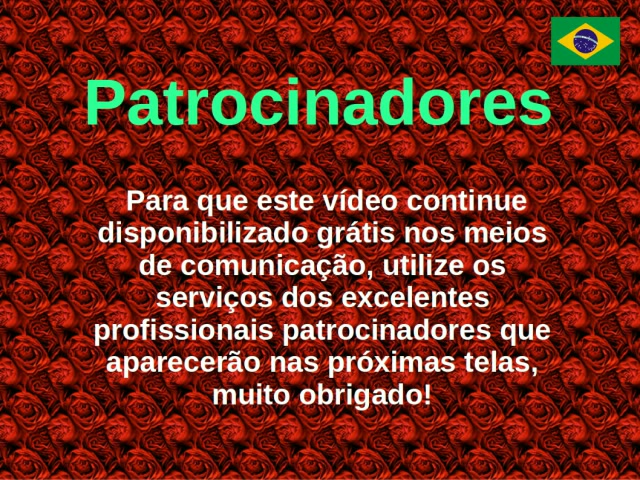 Patrocinadores
Para que este vídeo continue
disponibilizado grátis nos meios
de comunicação, utilize os
serviços dos excelentes
profissionais patrocinadores que
aparecerão nas próximas telas,
muito obrigado!